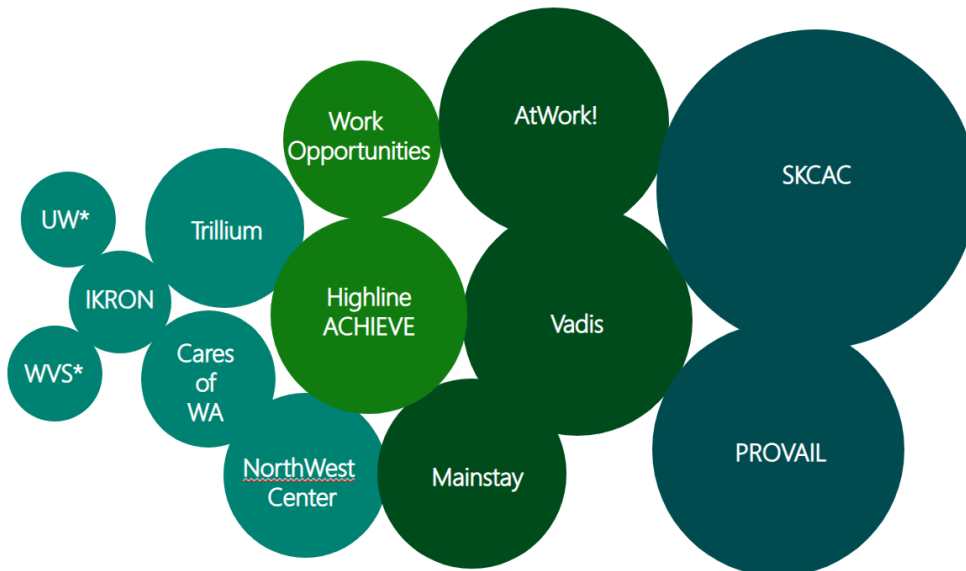 AtWork!
Work
Opportunities
SKCAC
UW*
Trillium
IKRON
Highline
ACHIEVE
Vadis
WVS*
Cares
of
WA
NorthWest
Center
Mainstay
PROVAIL